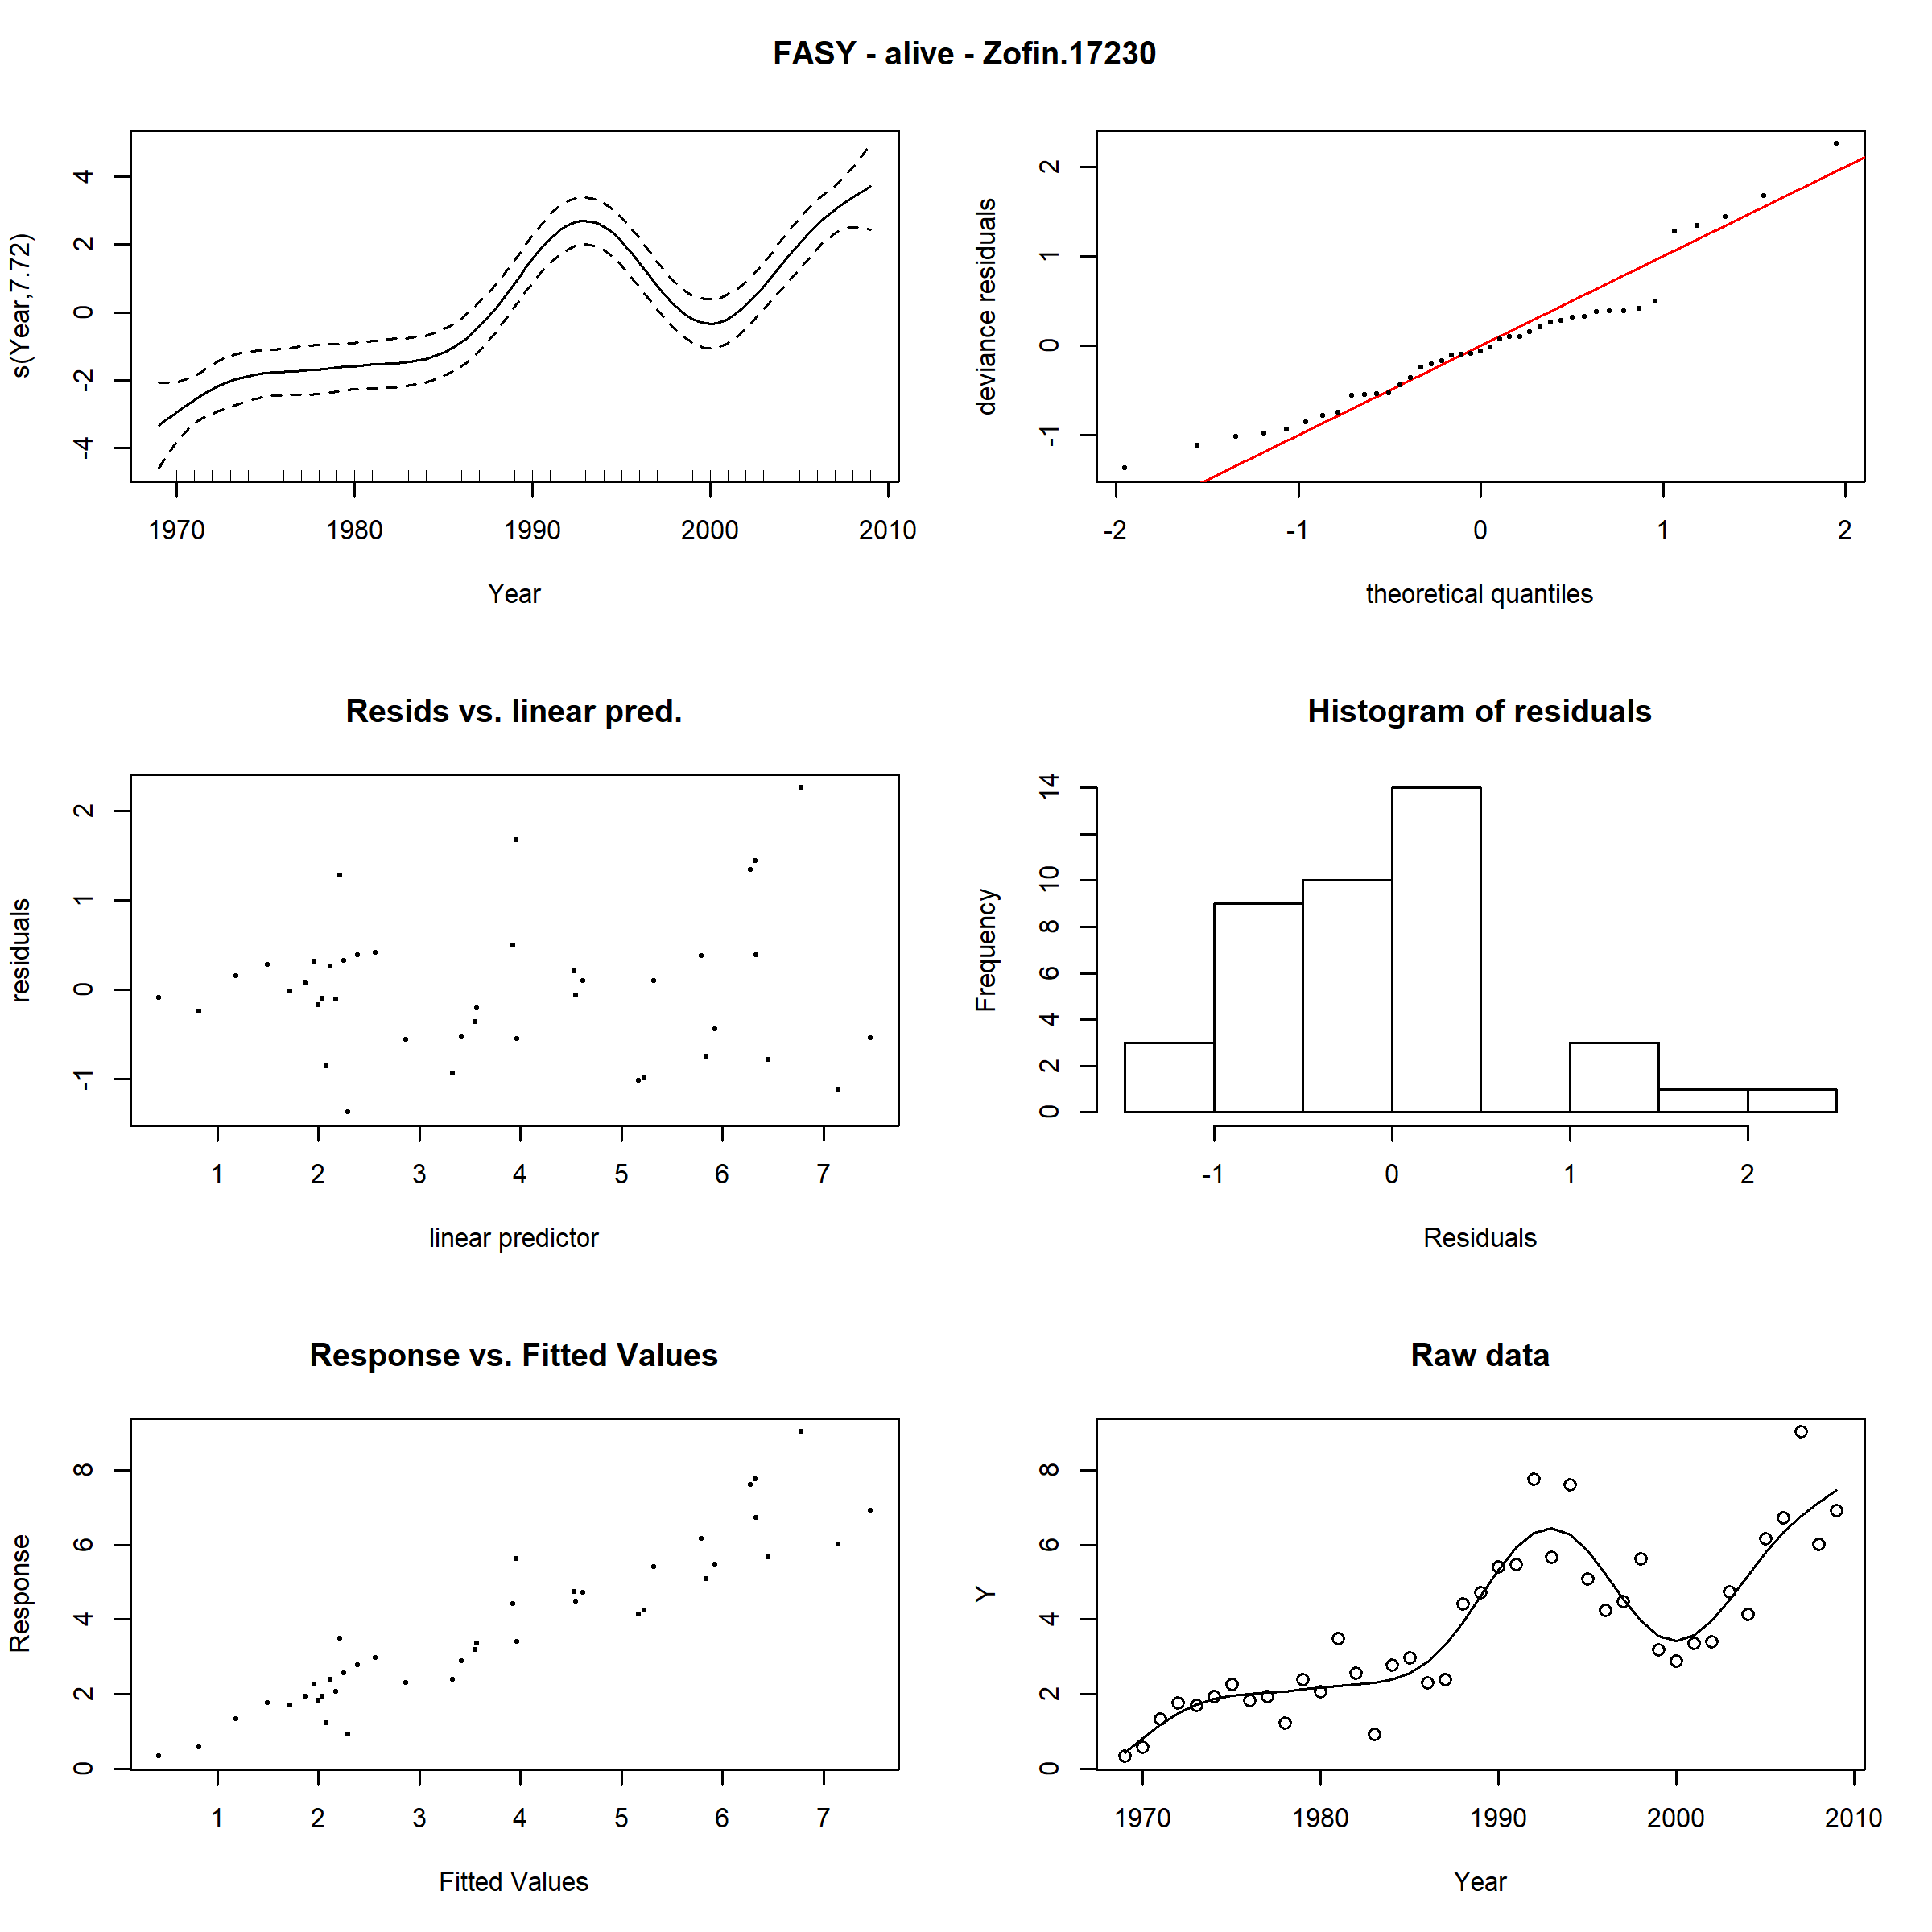 FASY - alive - Zofin.17230
s(Year,7.72)
4
2
0
-2
-4
1970 1980 1990 2000 2010
Year
deviance residuals
2
1
0
-1
-2 -1 0 1 2
theoretical quantiles
Resids vs. linear pred.
residuals
2
1
0
-1
1 2 3 4 5 6 7
linear predictor
Histogram of residuals
Frequency
14
10
8
6
4
2
0
-1 0 1 2
Residuals
Response vs. Fitted Values
Response
8
6
4
2
0
1 2 3 4 5 6 7
Fitted Values
Raw data
Y
8
6
4
2
0
1970 1980 1990 2000 2010
Year